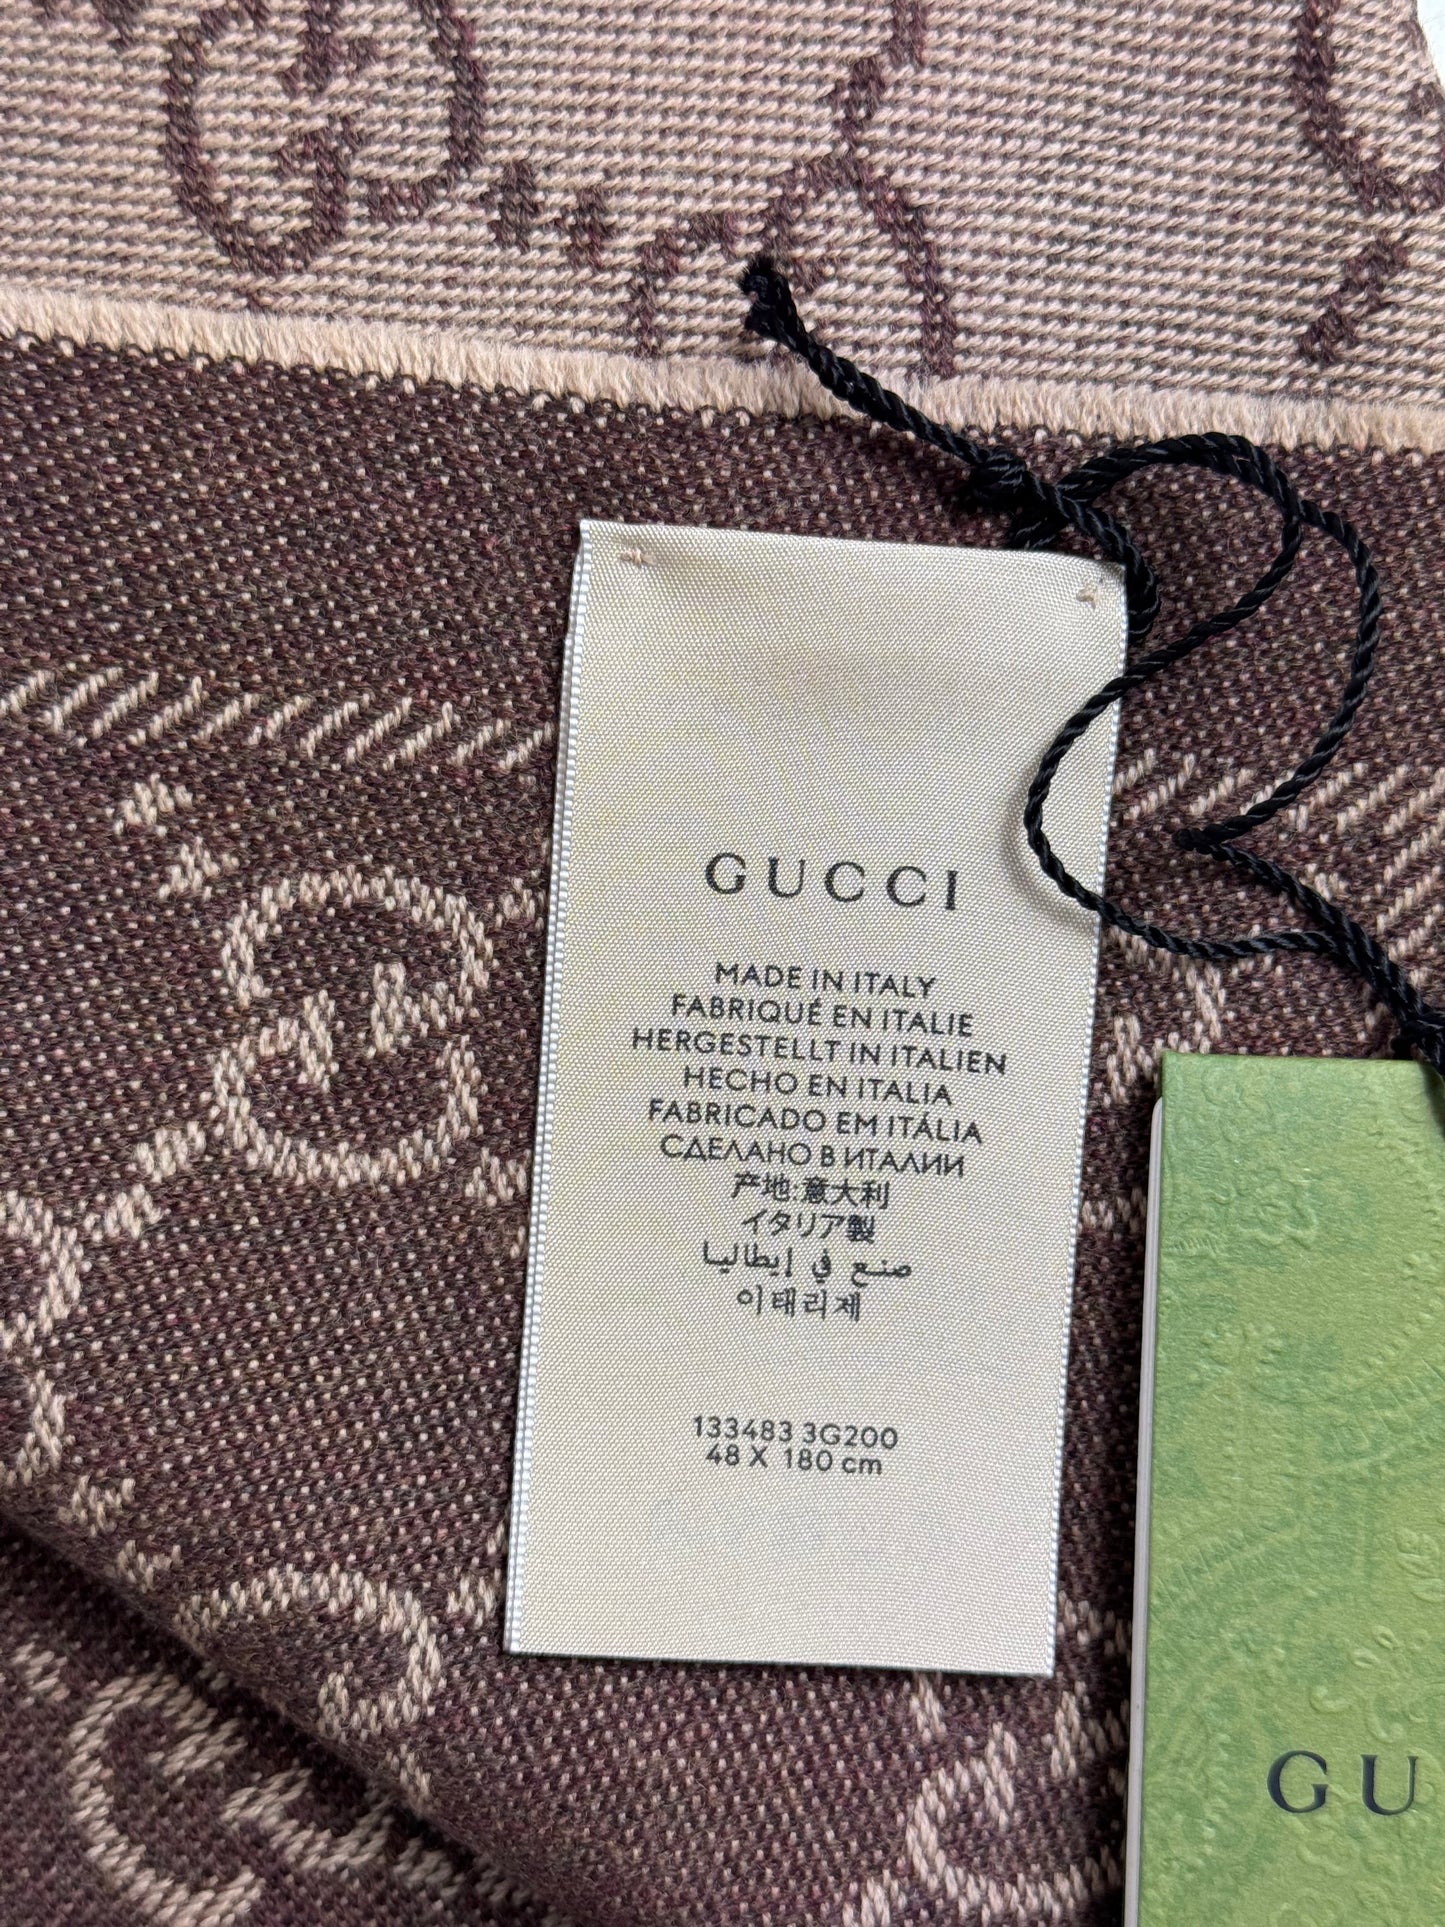 GUCCI
MADE IN ITALY
FABRIQUÉ EN ITALIE
HERGESTELLT IN ITALIEN
HECHO EN ITALIA
FABRICADO EM ITÁLIA
СДЕЛАНО В ИТАЛИИ
产地:意大利
イタリア製
صنع في إيطاليا
이태리제
133483 3G200
48 X 180 cm
GU